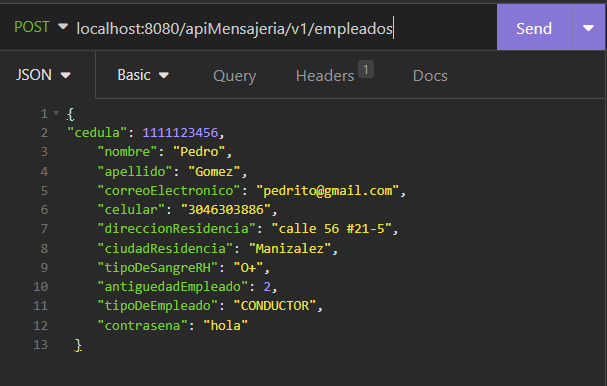 POST localhost:8080/apiMensajeria/v1/empleados Send
JSON Basic Query Headers 1 Docs
1 {
2 "cedula": 1111123456,
3 "nombre": "Pedro",
4 "apellido": "Gomez",
5 "correoElectronico": "pedrito@gmail.com",
6 "celular": "3046303886",
7 "direccionResidencia": "calle 56 #21-5",
8 "ciudadResidencia": "Manizalez",
9 "tipoDeSangreRH": "O+",
10 "antiguedadEmpleado": 2,
11 "tipoDeEmpleado": "CONDUCTOR",
12 "contrasena": "hola"
13 }